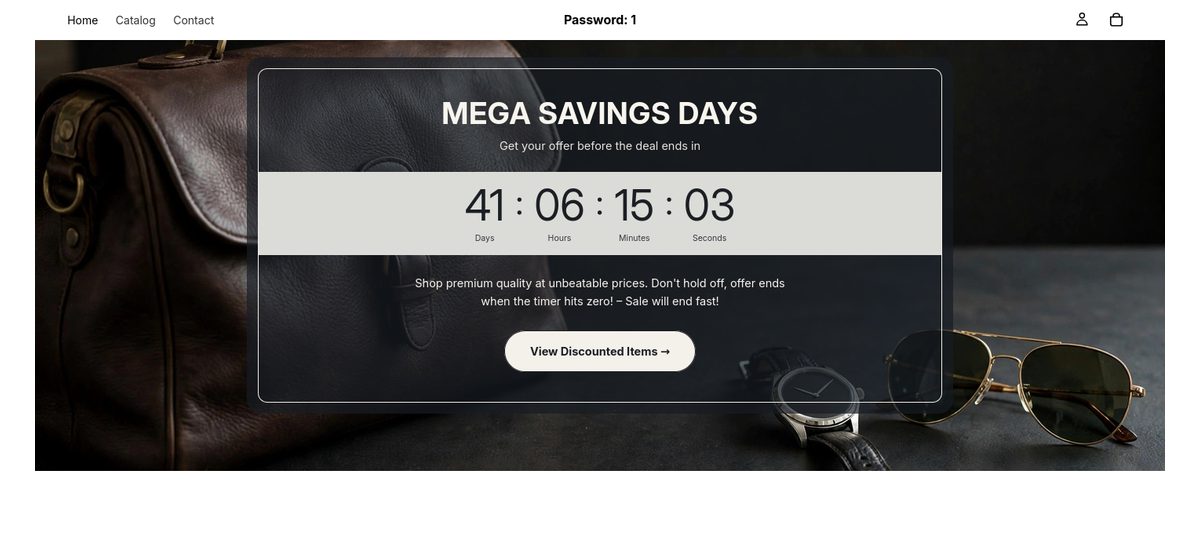 Home Catalog Contact Password: 1
MEGA SAVINGS DAYS
Get your offer before the deal ends in
41 : 06 : 15 : 03
Days Hours Minutes Seconds
Shop premium quality at unbeatable prices. Don't hold off, offer ends
when the timer hits zero! – Sale will end fast!
View Discounted Items →